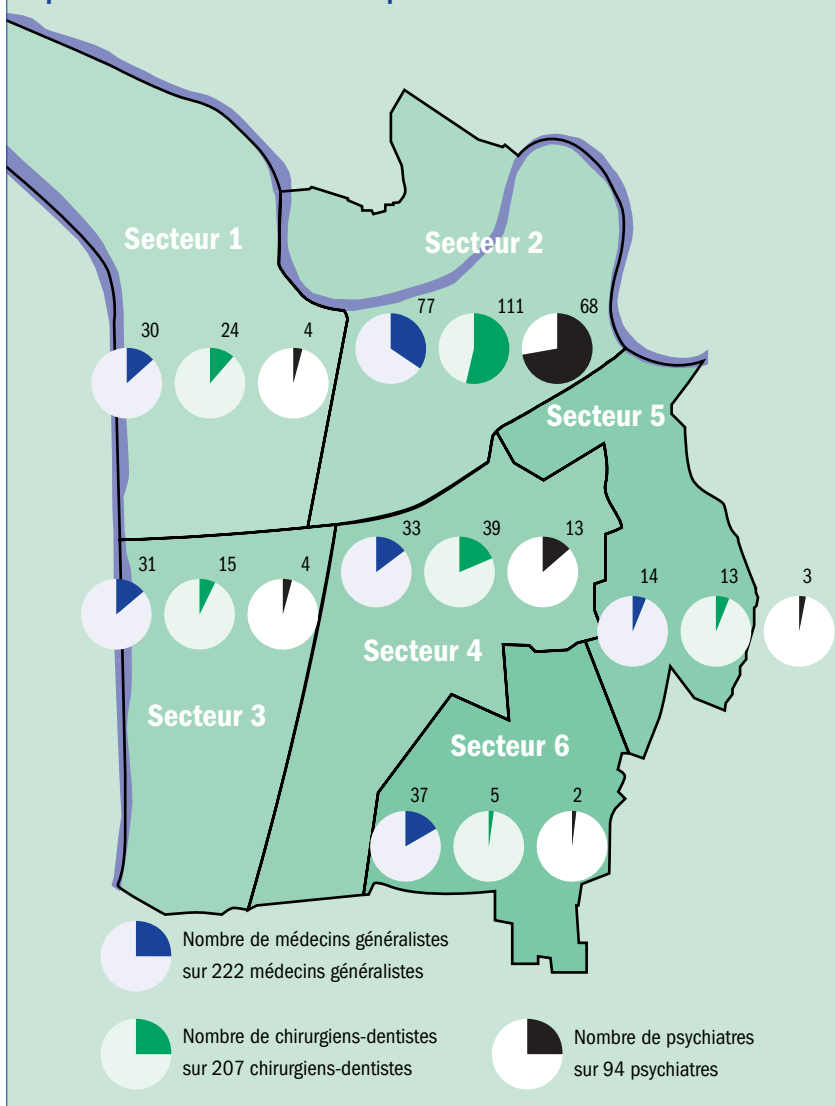 Secteur 1
Secteur 2
77 111 68
30 24 4
Secteur 5
33 39 13
31 15 4
14 13 3
Secteur 4
Secteur 3
Secteur 6
37 5 2
Nombre de médecins généralistes
sur 222 médecins généralistes
Nombre de chirurgiens-dentistes
sur 207 chirurgiens-dentistes
Nombre de psychiatres
sur 94 psychiatres